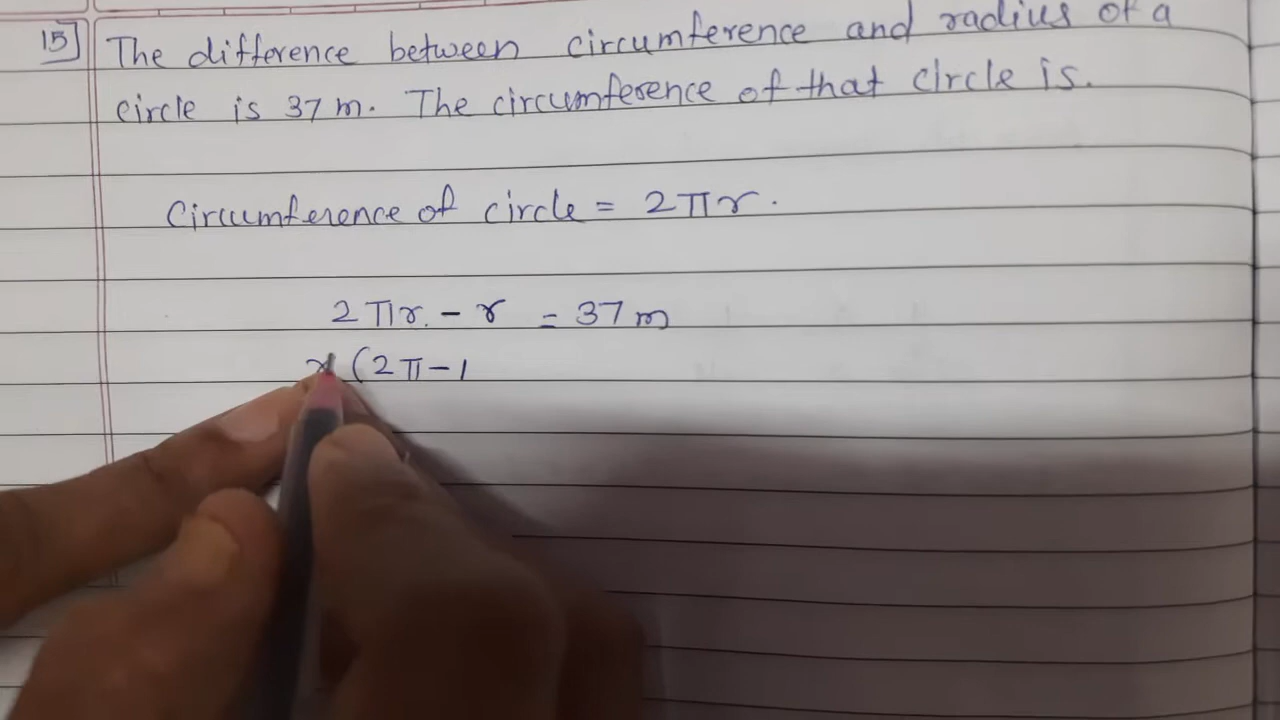 15] The difference between circumference and radius of a
circle is 37 m. The circumference of that circle is.
Circumference of circle = 2πr.
2πr. - r = 37 m
r (2π - 1